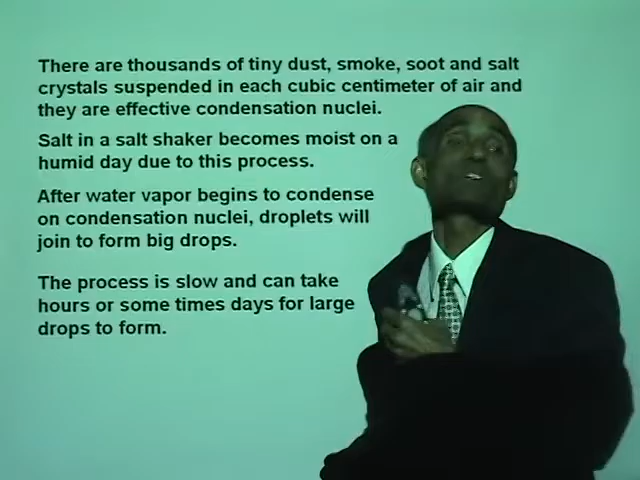 There are thousands of tiny dust, smoke, soot and salt
crystals suspended in each cubic centimeter of air and
they are effective condensation nuclei.
Salt in a salt shaker becomes moist on a
humid day due to this process.
After water vapor begins to condense
on condensation nuclei, droplets will
join to form big drops.
The process is slow and can take
hours or some times days for large
drops to form.